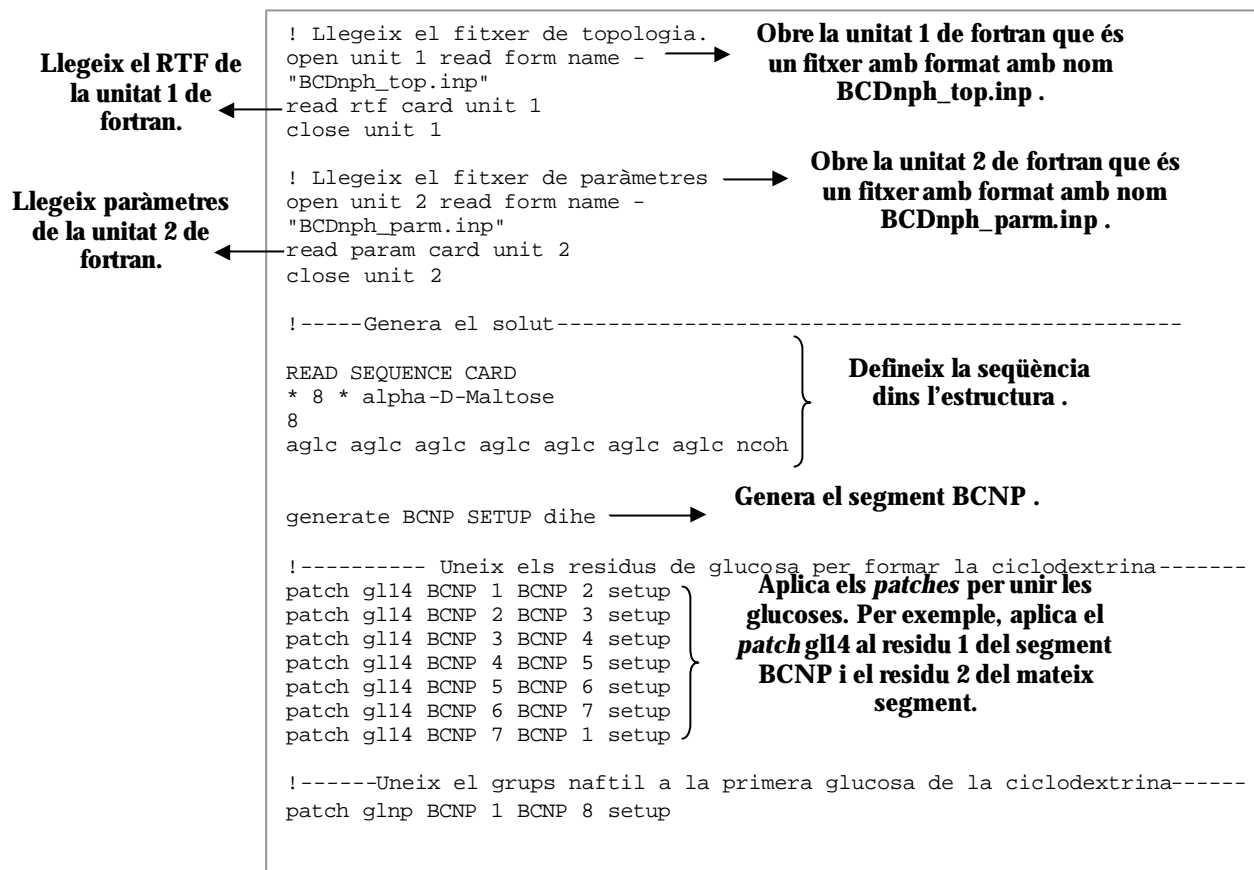 ! Llegeix el fitxer de topologia.
open unit 1 read form name -
"BCDnph_top.inp"
read rtf card unit 1
close unit 1
Llegeix el RTF de
la unitat 1 de
fortran.
Obre la unitat 1 de fortran que és
un fitxer amb format amb nom
BCDnph_top.inp .
! Llegeix el fitxer de paràmetres
open unit 2 read form name -
"BCDnph_parm.inp"
read param card unit 2
close unit 2
Llegeix paràmetres
de la unitat 2 de
fortran.
Obre la unitat 2 de fortran que és
un fitxer amb format amb nom
BCDnph_parm.inp .
!-----Genera el solut-------------------------------------------------
READ SEQUENCE CARD
* 8 * alpha-D-Maltose
8
aglc aglc aglc aglc aglc aglc aglc ncoh
Defineix la seqüència
dins l'estructura .
generate BCNP SETUP dihe
Genera el segment BCNP .
!---------- Uneix els residus de glucosa per formar la ciclodextrina-------
patch gl14 BCNP 1 BCNP 2 setup
patch gl14 BCNP 2 BCNP 3 setup
patch gl14 BCNP 3 BCNP 4 setup
patch gl14 BCNP 4 BCNP 5 setup
patch gl14 BCNP 5 BCNP 6 setup
patch gl14 BCNP 6 BCNP 7 setup
patch gl14 BCNP 7 BCNP 1 setup
Aplica els patches per unir les
glucoses. Per exemple, aplica el
patch gl14 al residu 1 del segment
BCNP i el residu 2 del mateix
segment.
!------Uneix el grups naftil a la primera glucosa de la ciclodextrina------
patch glnp BCNP 1 BCNP 8 setup